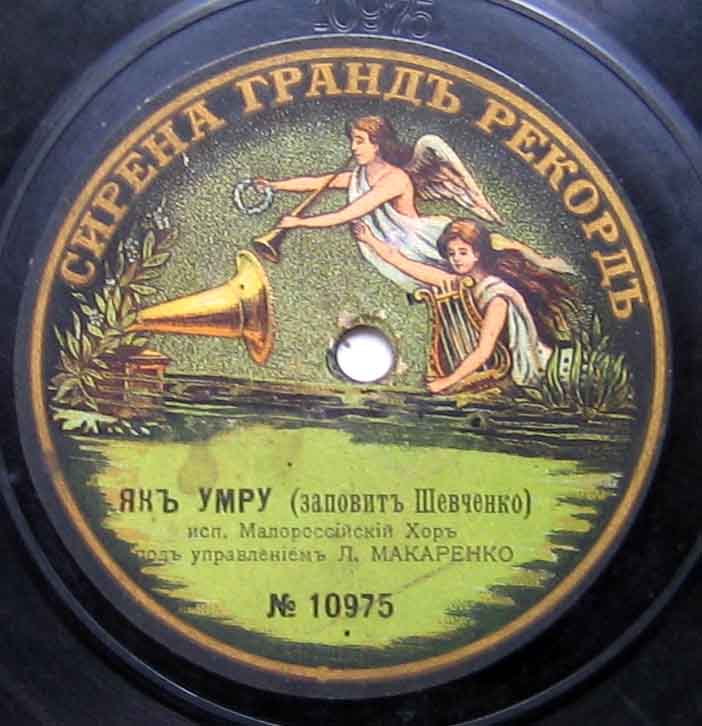 10975
СИРЕНА ГРАНДЪ РЕКОРДЪ
ЯКЪ УМРУ (заповитъ Шевченко)
исп. Малороссійскій Хоръ
подъ управленіемъ Л. МАКАРЕНКО
№ 10975